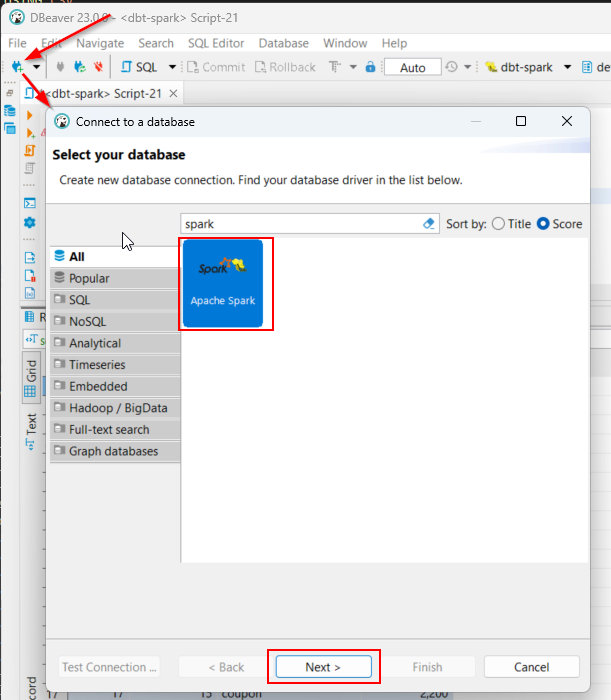 DBeaver 23.0.0 - <dbt-spark> Script-21
File Edit Navigate Search SQL Editor Database Window Help
SQL Commit Rollback Auto dbt-spark de
<dbt-spark> Script-21
Connect to a database
Select your database
Create new database connection. Find your database driver in the list below.
spark Sort by: Title Score
All
Popular
SQL
NoSQL
Analytical
Timeseries
Embedded
Hadoop / BigData
Full-text search
Graph databases
Spark
Apache Spark
R
Grid
Text
cord
Test Connection ... < Back Next > Finish Cancel
17 17 15 coupon 2,200